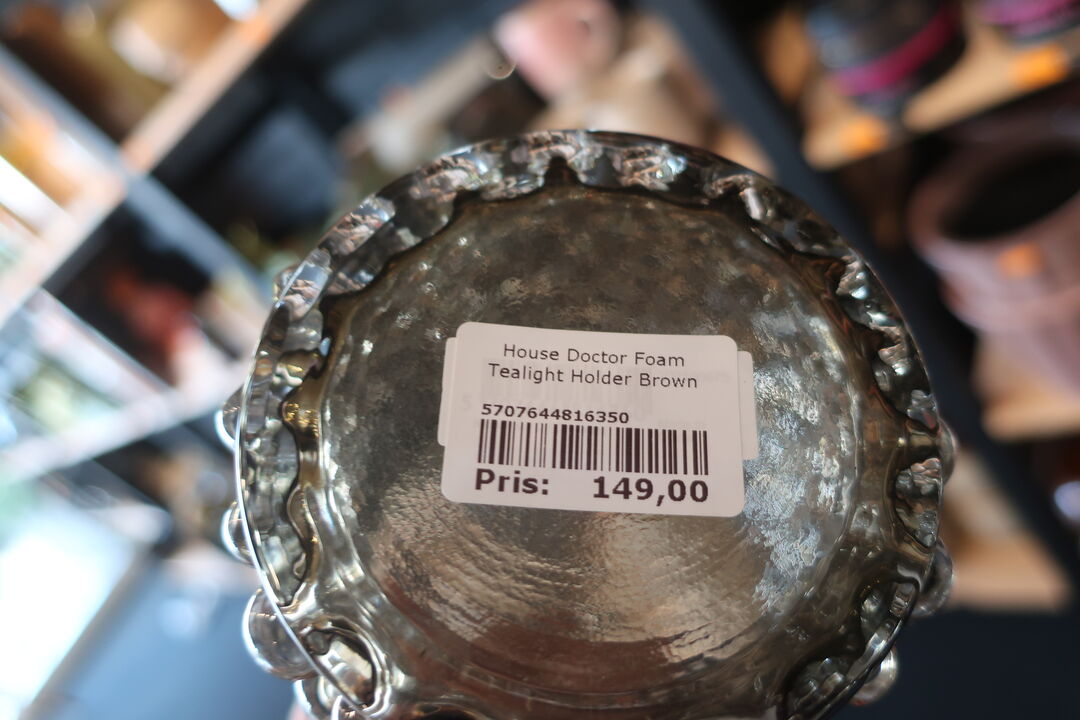 House Doctor Foam
Tealight Holder Brown
5707644816350
Pris: 149,00